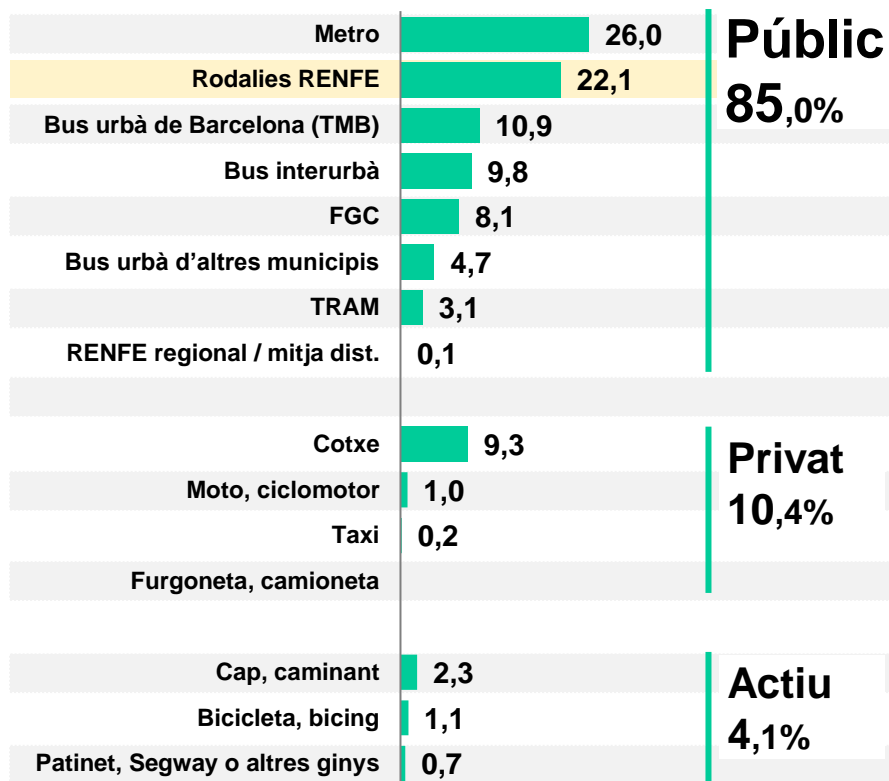 Metro 26,0
Rodalies RENFE 22,1
Bus urbà de Barcelona (TMB) 10,9
Bus interurbà 9,8
FGC 8,1
Bus urbà d’altres municipis 4,7
TRAM 3,1
RENFE regional / mitja dist. 0,1
Públic
85,0%
Cotxe 9,3
Moto, ciclomotor 1,0
Taxi 0,2
Furgoneta, camioneta
Privat
10,4%
Cap, caminant 2,3
Bicicleta, bicing 1,1
Patinet, Segway o altres ginys 0,7
Actiu
4,1%